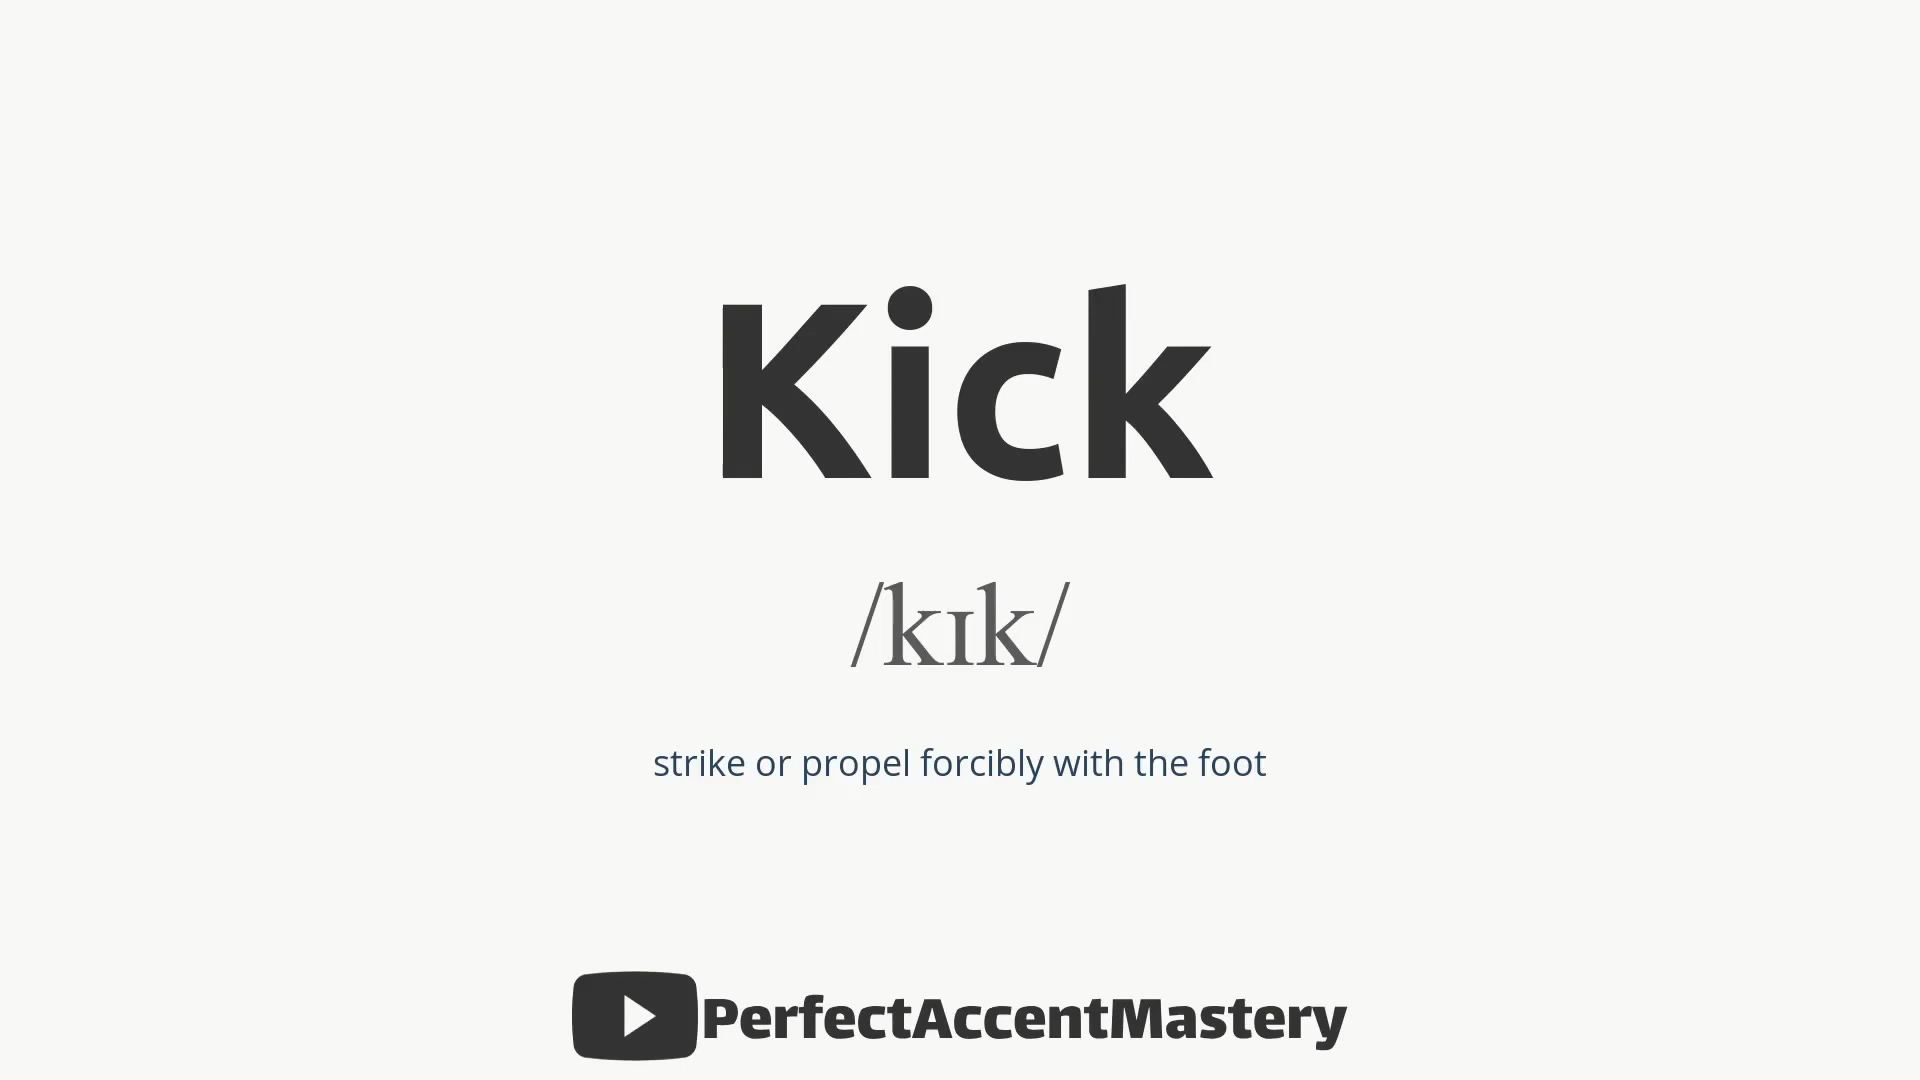 Kick
/kɪk/
strike or propel forcibly with the foot
PerfectAccentMastery